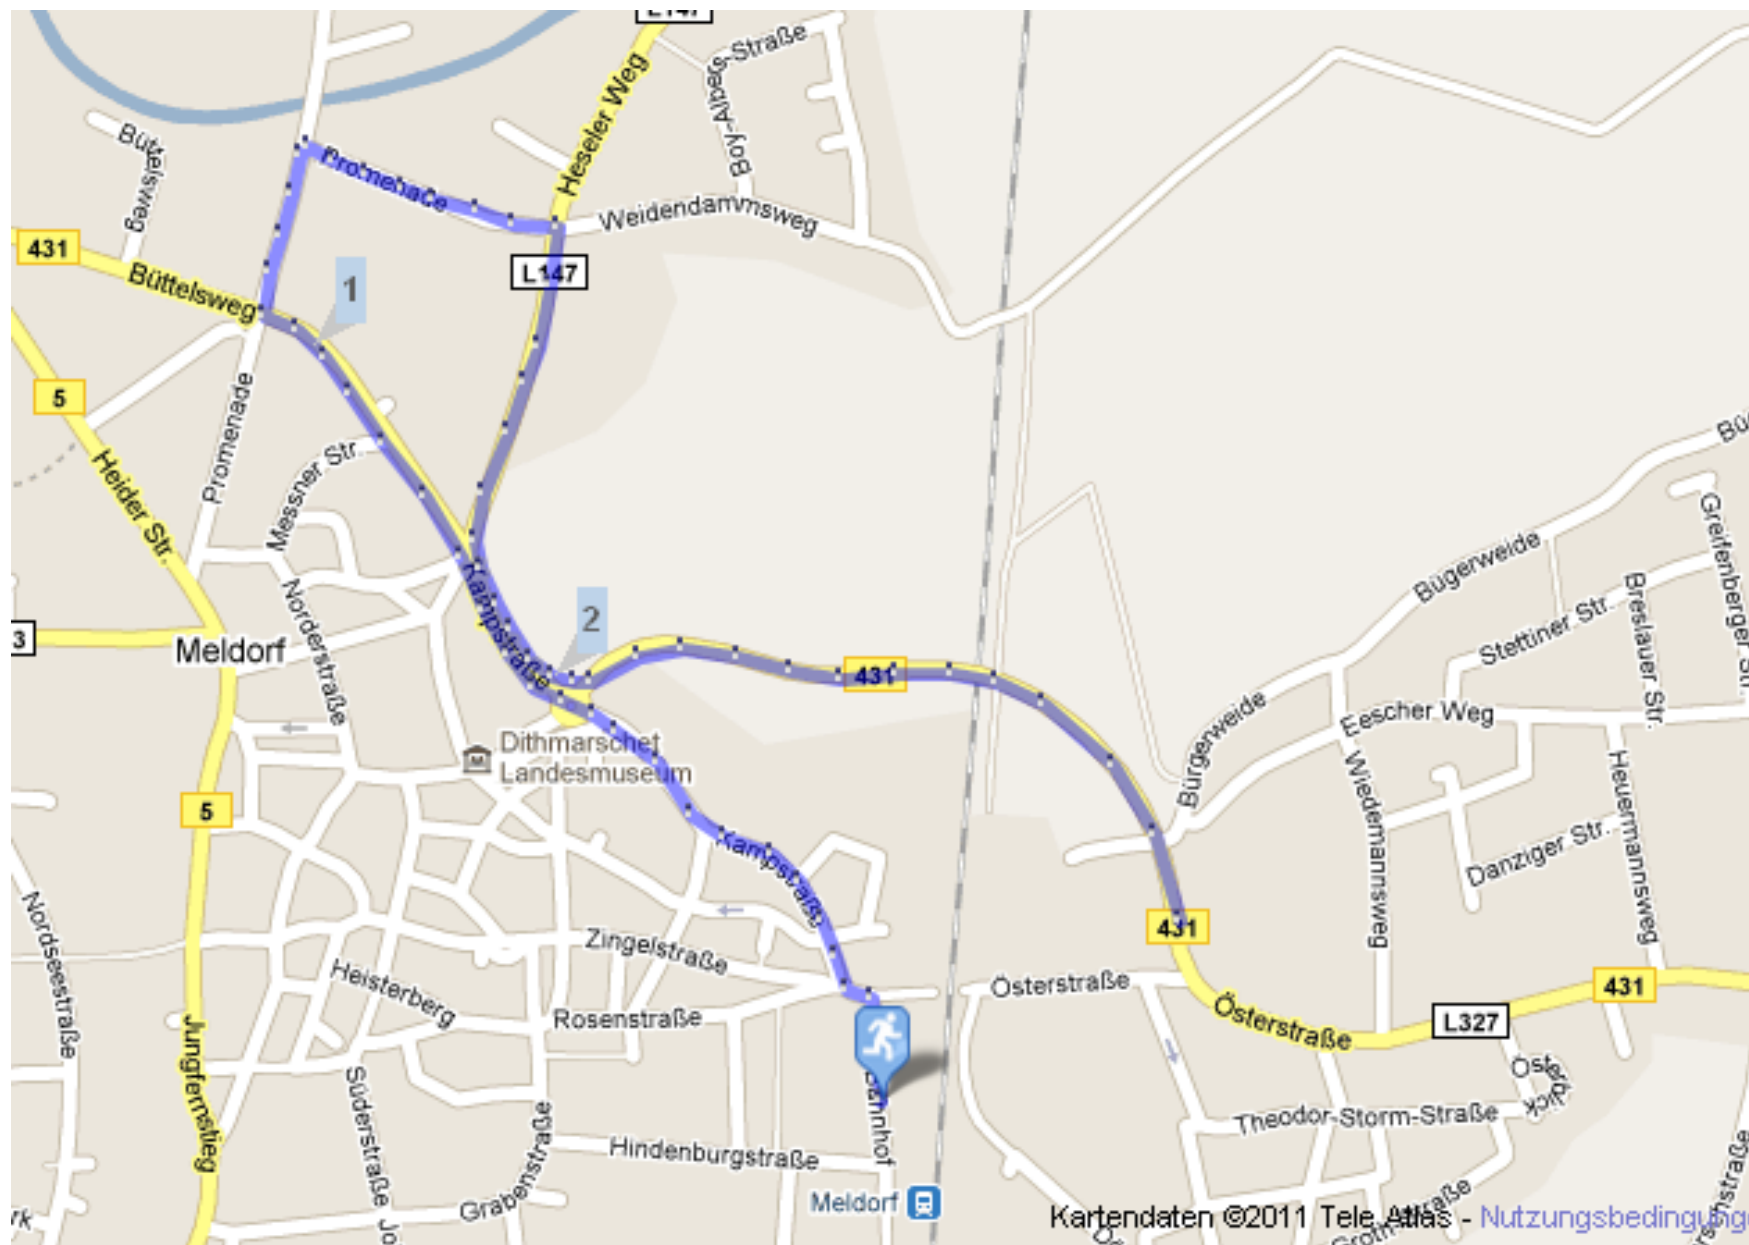 L147
Boy-Albers-Straße
Heseler Weg
Büttelsweg
Promenade
Weidendammsweg
431
L147
Büttelsweg
1
5
Promenade
Heider Str.
Messner Str.
Bügerweide
Greifenberger Str.
Breslauer Str.
Stettiner Str.
Kampstraße
2
Norderstraße
3
Meldorf
431
Bürgerweide
Eescher Weg
Wiedemannsweg
Heuermannsweg
Danziger Str.
Dithmarscher
Landesmuseum
M
5
Kampstraße
Nordseestraße
Zingelstraße
431
Heisterberg
Rosenstraße
Österstraße
431
L327
Österstraße
Jungfernstieg
Süderstraße
Bahnhof
Theodor-Storm-Straße
Hindenburgstraße
Grabenstraße
Meldorf
Kartendaten ©2011 Tele Atlas - Nutzungsbedingunge